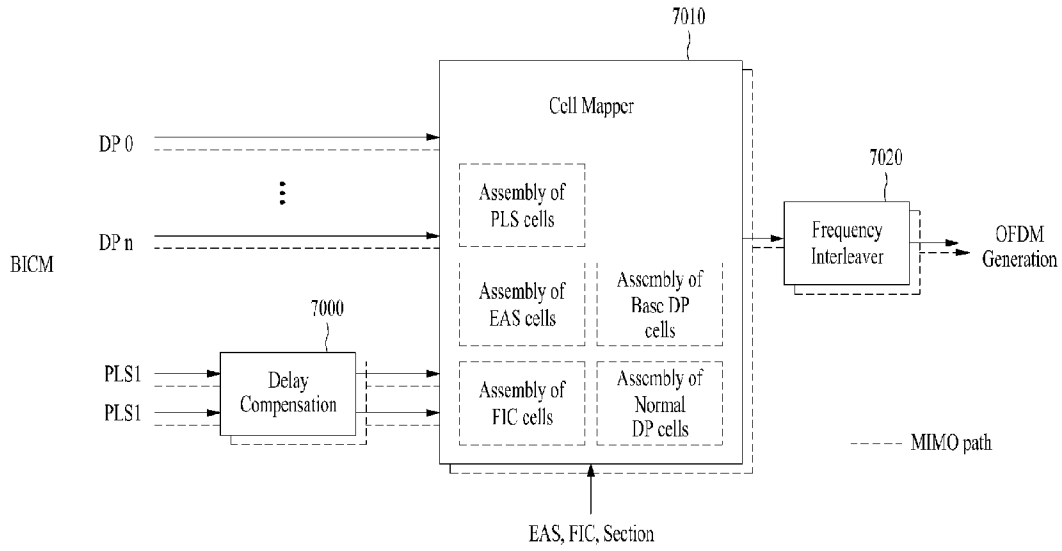 7010
Cell Mapper
DP 0
7020
Assembly of
PLS cells
DP n
Frequency
Interleaver
OFDM
Generation
BICM
Assembly of
EAS cells
Assembly of
Basc DP
cells
7000
PLS1
Delay
Compensation
PLS1
Assembly of
FIC cells
Assembly of
Normal
DP cells
MIMO path
EAS, FIC, Section